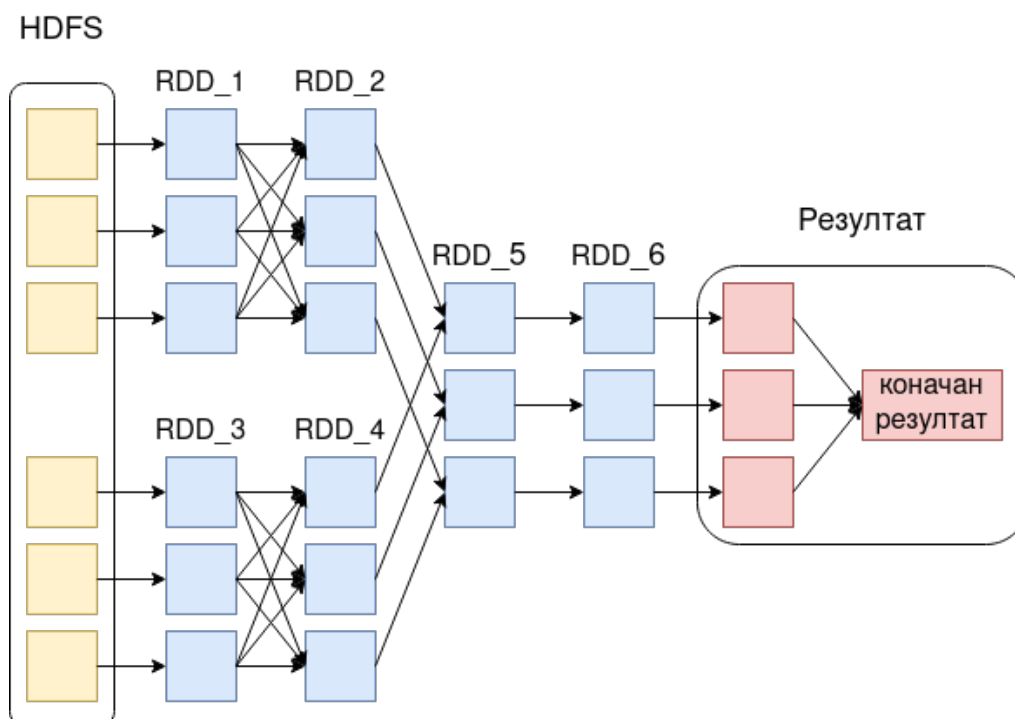 HDFS
RDD_1
RDD_2
Резултат
RDD_5
RDD_6
коначан
резултат
RDD_3
RDD_4